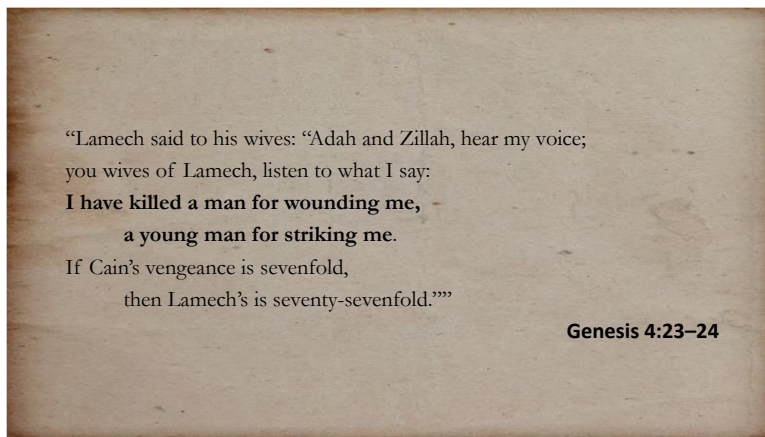 “Lamech said to his wives: “Adah and Zillah, hear my voice;
you wives of Lamech, listen to what I say:
I have killed a man for wounding me,
a young man for striking me.
If Cain’s vengeance is sevenfold,
then Lamech’s is seventy-sevenfold.””’
Genesis 4:23–24